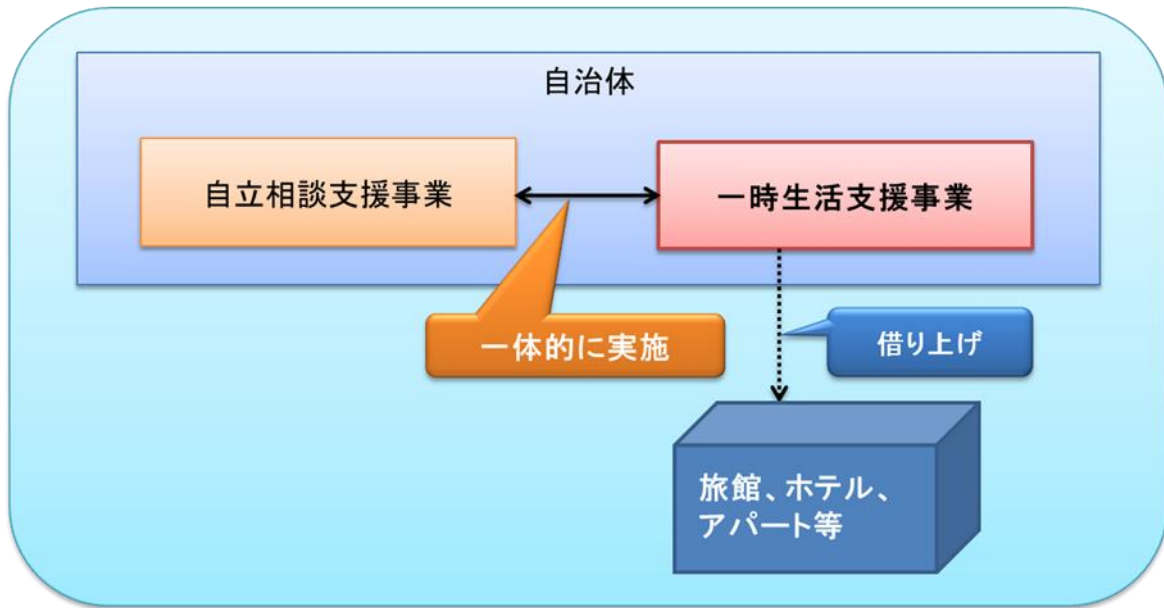 自治体
自立相談支援事業
一時生活支援事業
一体的に実施
借り上げ
旅館、ホテル、
アパート等